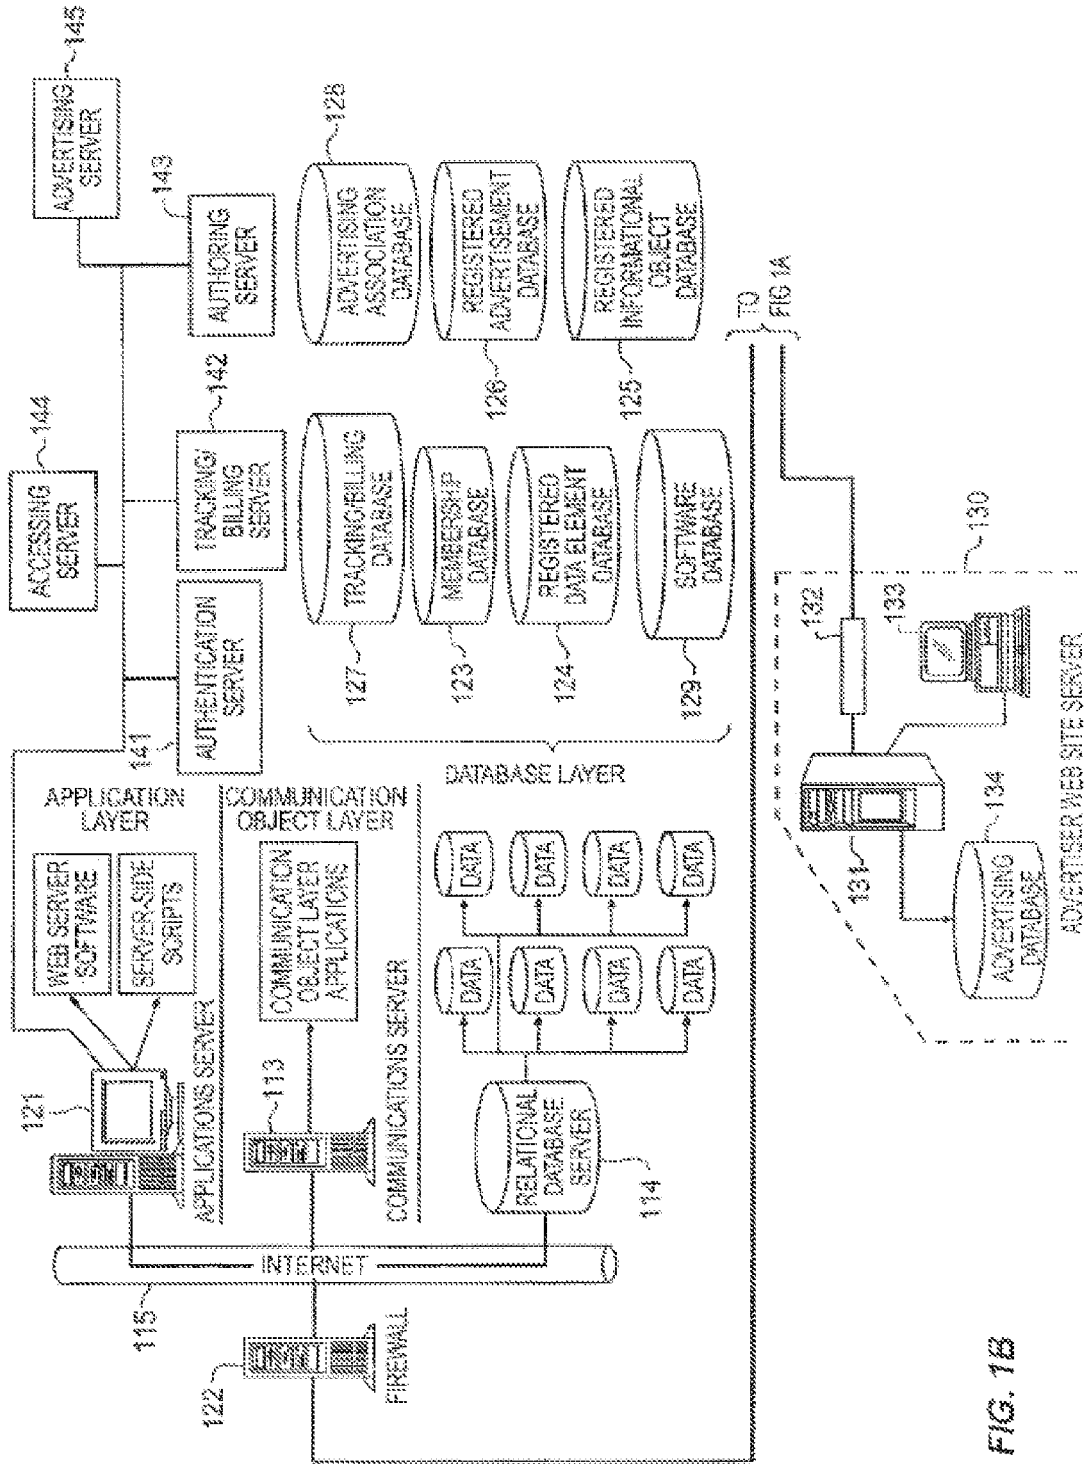 ACCESSING
SERVER
144
ADVERTISING
SERVER
145
AUTHENTICATION
SERVER
141
TRACKING/
BILLING
SERVER
142
AUTHORING
SERVER
143
121
WEB SERVER
SOFTWARE
SERVER-SIDE
SCRIPTS
APPLICATION
LAYER
APPLICATIONS SERVER
COMMUNICATION
OBJECT LAYER
113
COMMUNICATION
OBJECT LAYER
APPLICATIONS
COMMUNICATIONS SERVER
115
INTERNET
122
FIREWALL
RELATIONAL
DATABASE
SERVER
114
DATA
DATA
DATA
DATA
DATA
DATA
DATA
DATA
DATABASE LAYER
TRACKING/BILLING
DATABASE
127
MEMBERSHIP
DATABASE
123
REGISTERED
DATA ELEMENT
DATABASE
124
SOFTWARE
DATABASE
129
ADVERTISING
ASSOCIATION
DATABASE
128
REGISTERED
ADVERTISEMENT
DATABASE
126
REGISTERED
INFORMATIONAL
OBJECT
DATABASE
125
TO
FIG 1A
130
132
133
131
134
ADVERTISING
DATABASE
ADVERTISER WEB SITE SERVER
FIG. 1B